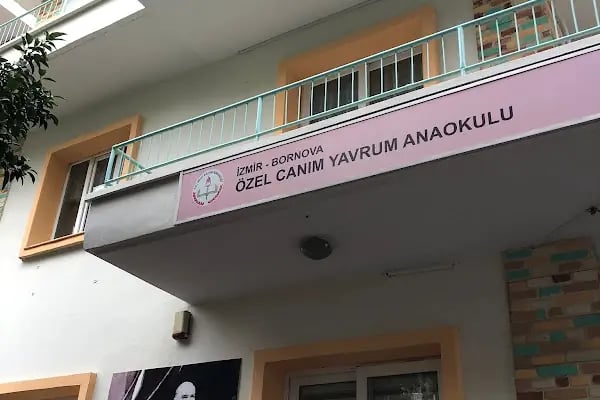 İZMİR - BORNOVA
ÖZEL CANIM YAVRUM ANAOKULU